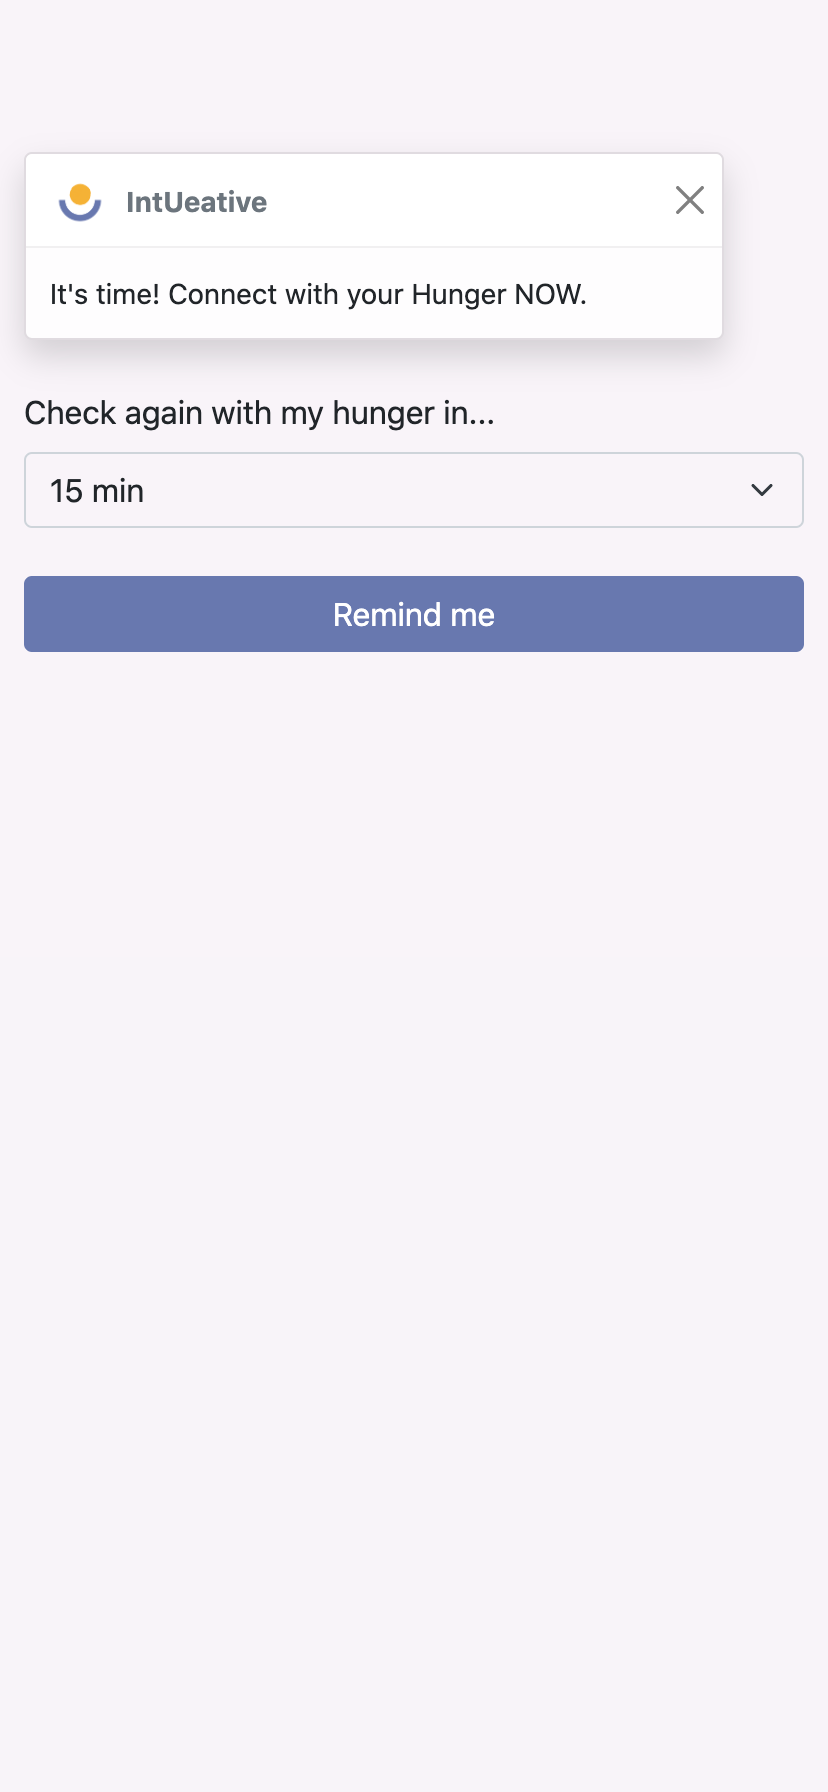 IntUeative
It's time! Connect with your Hunger NOW.
Check again with my hunger in...
15 min
Remind me